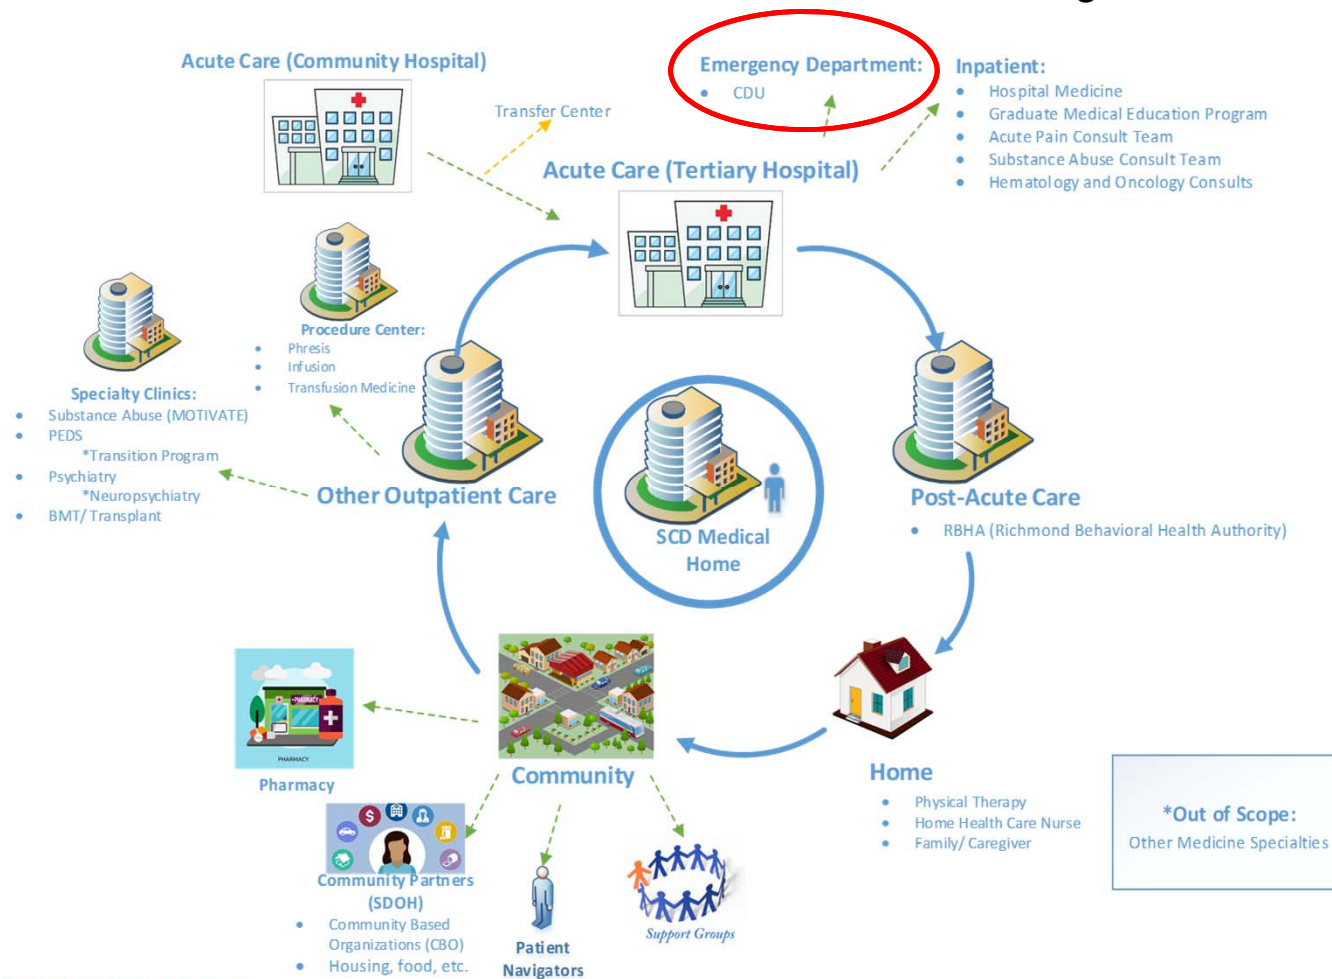 Acute Care (Community Hospital)
Transfer Center
Emergency Department:
• CDU
Inpatient:
• Hospital Medicine
• Graduate Medical Education Program
• Acute Pain Consult Team
• Substance Abuse Consult Team
• Hematology and Oncology Consults
Acute Care (Tertiary Hospital)
Procedure Center:
• Phresis
• Infusion
• Transfusion Medicine
Specialty Clinics:
• Substance Abuse (MOTIVATE)
• PEDS
*Transition Program
• Psychiatry
*Neuropsychiatry
• BMT/ Transplant
Other Outpatient Care
SCD Medical
Home
Post-Acute Care
• RBHA (Richmond Behavioral Health Authority)
PHARMACY
PHARMACY
Pharmacy
Community
Home
• Physical Therapy
• Home Health Care Nurse
• Family/ Caregiver
*Out of Scope:
Other Medicine Specialties
Community Partners
(SDOH)
• Community Based
Organizations (CBO)
• Housing, food, etc.
Patient
Navigators
Support Groups